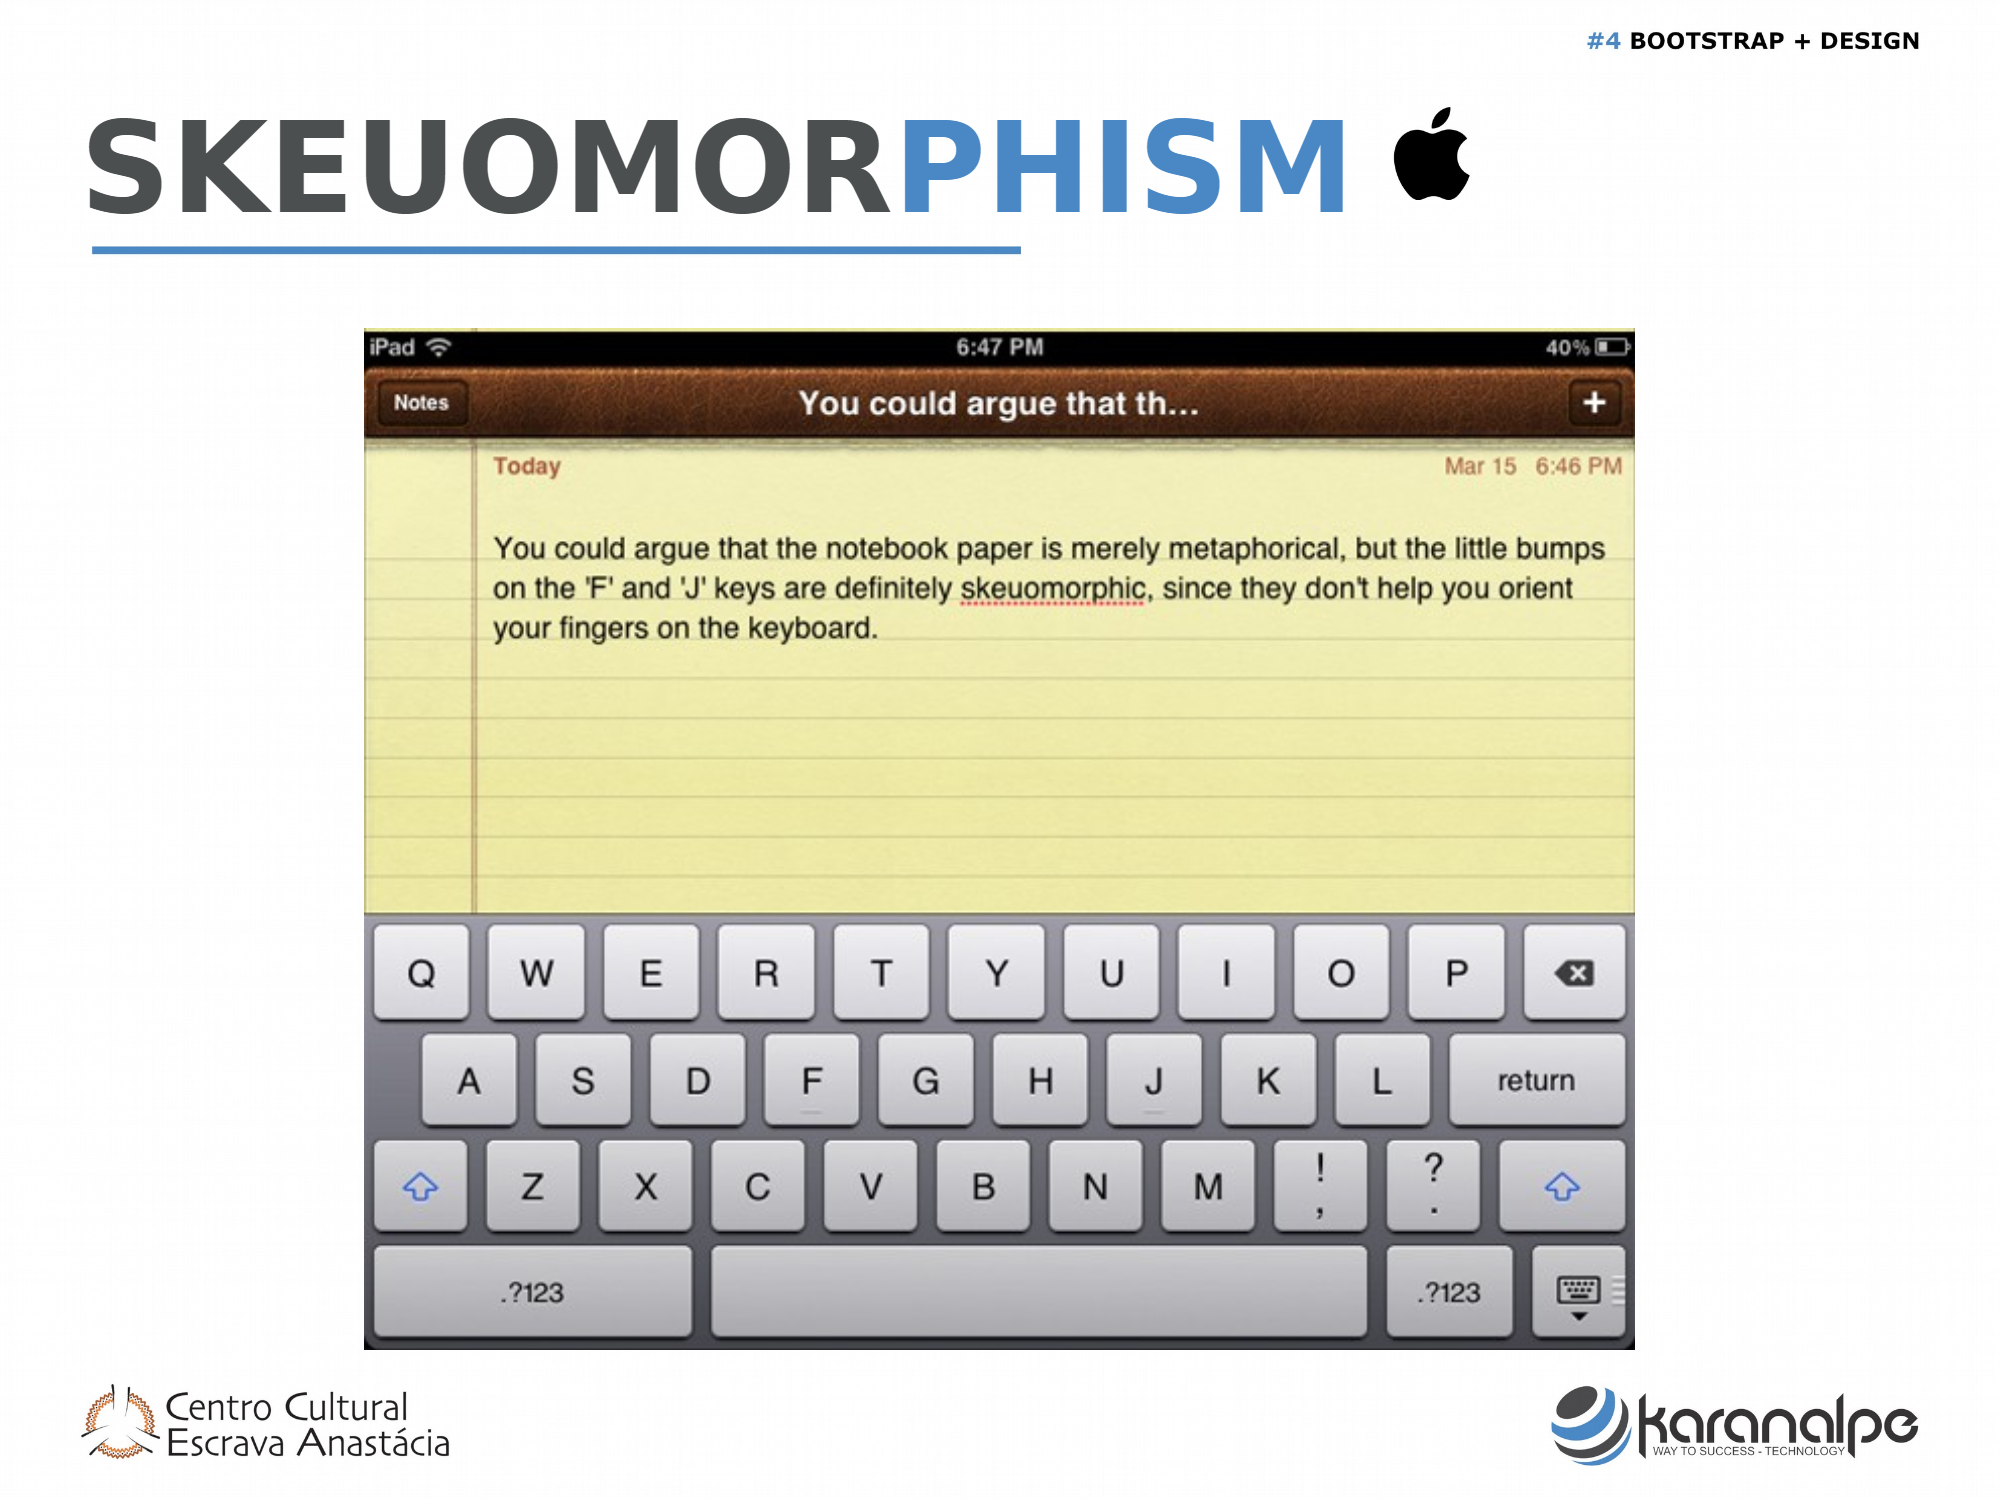 #4 BOOTSTRAP + DESIGN
SKEUOMORPHISM
iPad 6:47 PM 40%
Notes You could argue that th... +
Today Mar 15 6:46 PM
You could argue that the notebook paper is merely metaphorical, but the little bumps
on the 'F' and 'J' keys are definitely skeuomorphic, since they don't help you orient
your fingers on the keyboard.
Q W E R T Y U I O P
A S D F G H J K L return
Z X C V B N M ! , ? .
.?123 .?123
Centro Cultural
Escrava Anastácia
karanalpe
WAY TO SUCCESS - TECHNOLOGY